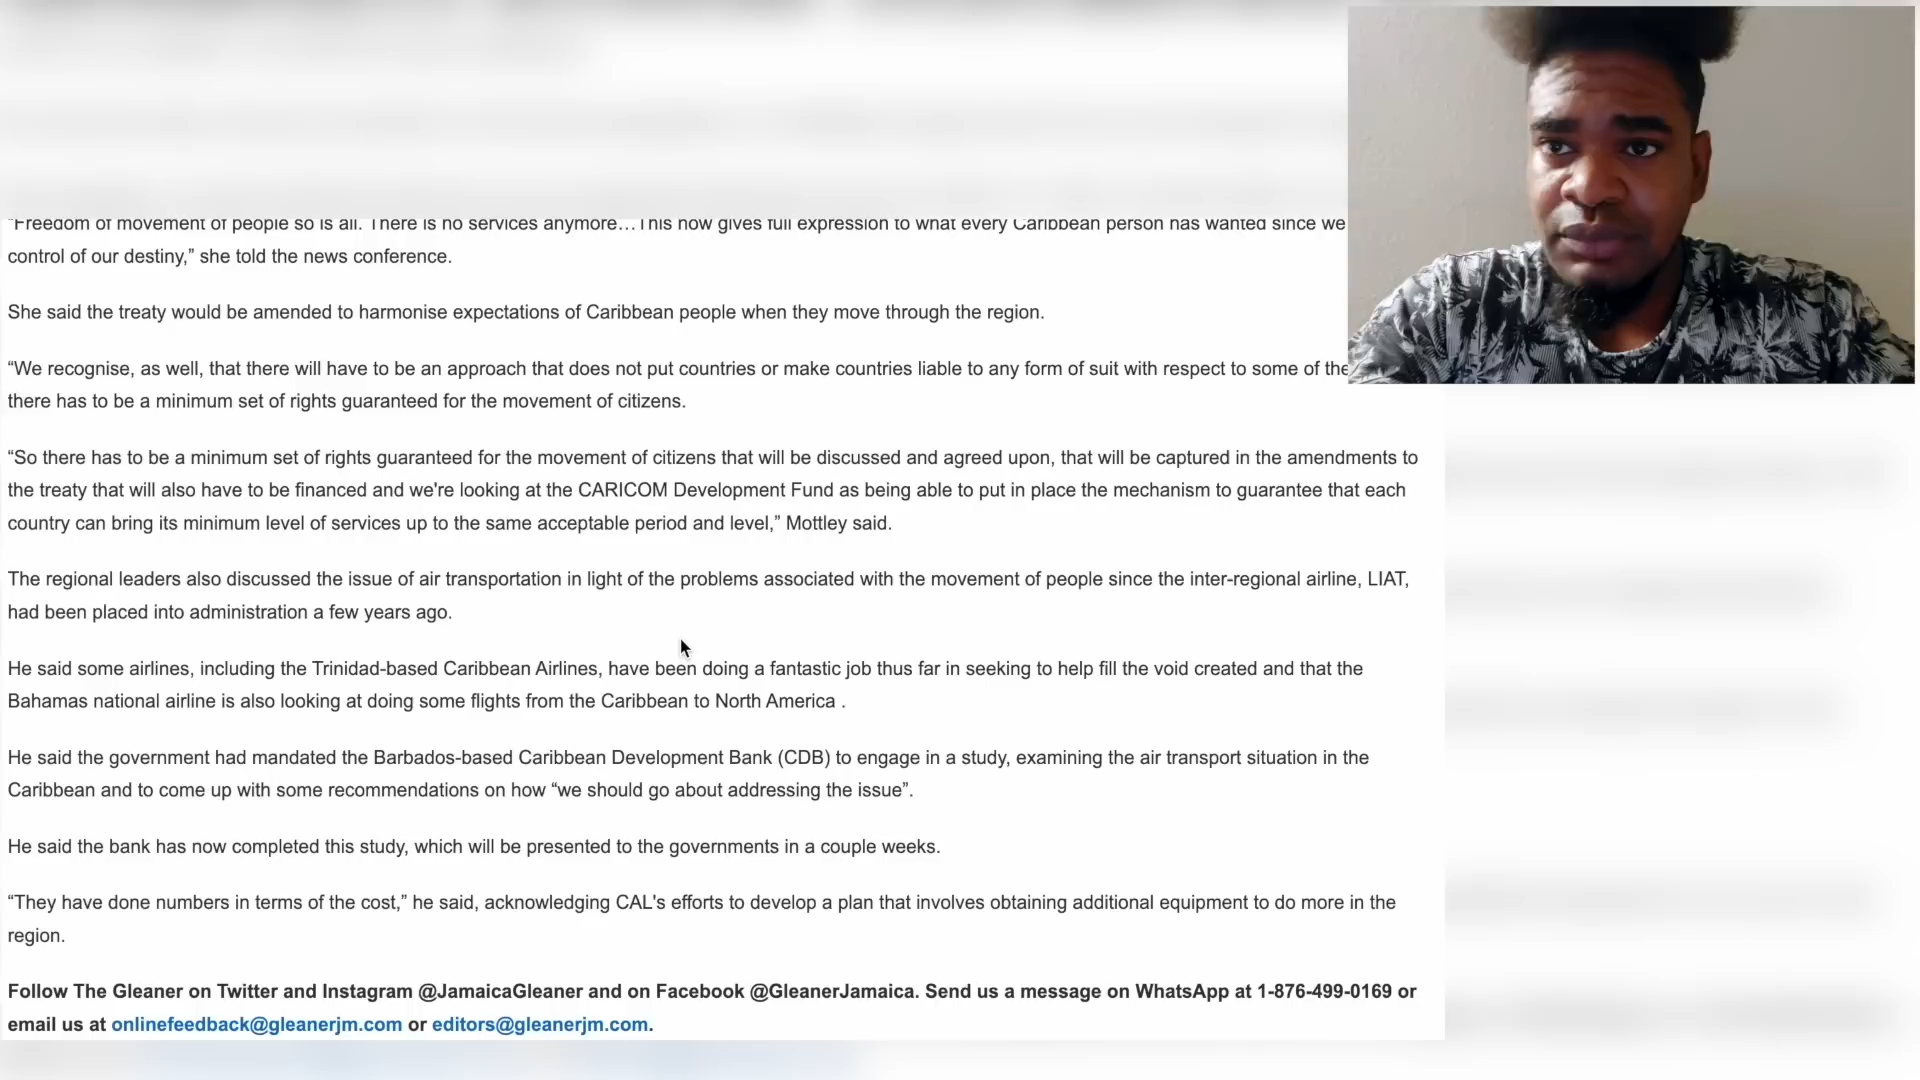 “Freedom of movement of people so is all. There is no services anymore…This now gives full expression to what every Caribbean person has wanted since we
control of our destiny,” she told the news conference.
She said the treaty would be amended to harmonise expectations of Caribbean people when they move through the region.
“We recognise, as well, that there will have to be an approach that does not put countries or make countries liable to any form of suit with respect to some of the
there has to be a minimum set of rights guaranteed for the movement of citizens.
“So there has to be a minimum set of rights guaranteed for the movement of citizens that will be discussed and agreed upon, that will be captured in the amendments to
the treaty that will also have to be financed and we're looking at the CARICOM Development Fund as being able to put in place the mechanism to guarantee that each
country can bring its minimum level of services up to the same acceptable period and level,” Mottley said.
The regional leaders also discussed the issue of air transportation in light of the problems associated with the movement of people since the inter-regional airline, LIAT,
had been placed into administration a few years ago.
He said some airlines, including the Trinidad-based Caribbean Airlines, have been doing a fantastic job thus far in seeking to help fill the void created and that the
Bahamas national airline is also looking at doing some flights from the Caribbean to North America .
He said the government had mandated the Barbados-based Caribbean Development Bank (CDB) to engage in a study, examining the air transport situation in the
Caribbean and to come up with some recommendations on how “we should go about addressing the issue”.
He said the bank has now completed this study, which will be presented to the governments in a couple weeks.
“They have done numbers in terms of the cost,” he said, acknowledging CAL's efforts to develop a plan that involves obtaining additional equipment to do more in the
region.
Follow The Gleaner on Twitter and Instagram @JamaicaGleaner and on Facebook @GleanerJamaica. Send us a message on WhatsApp at 1-876-499-0169 or
email us at onlinefeedback@gleanerjm.com or editors@gleanerjm.com.